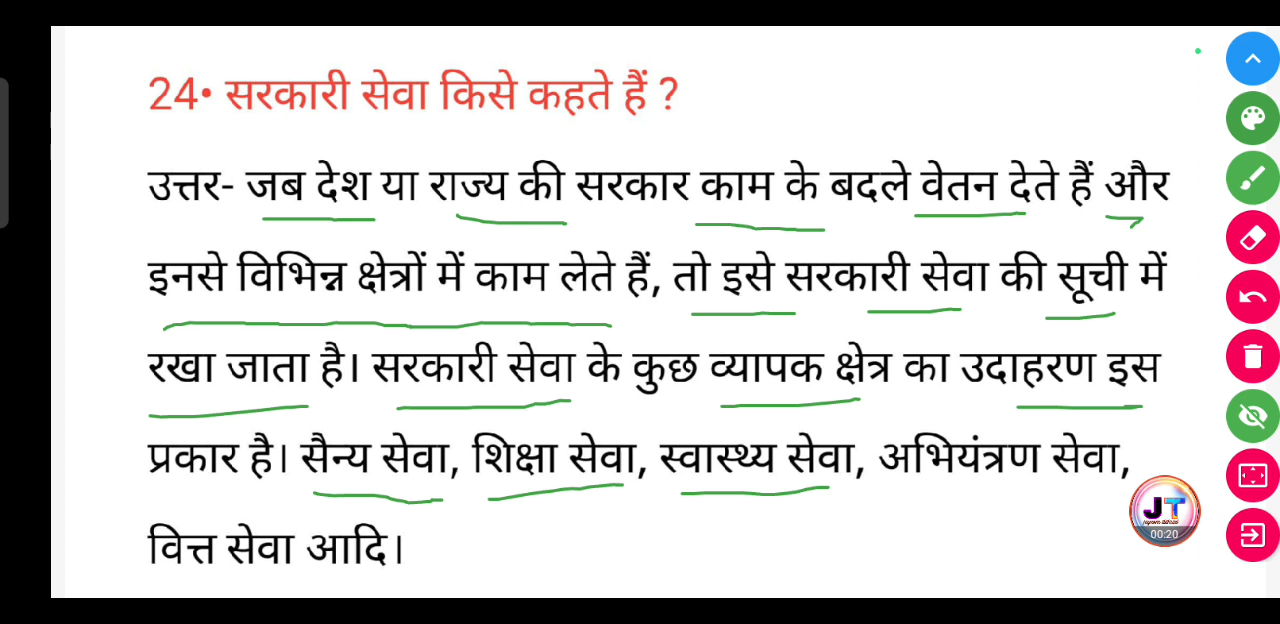 24• सरकारी सेवा किसे कहते हैं ?
उत्तर- जब देश या राज्य की सरकार काम के बदले वेतन देते हैं और
इनसे विभिन्न क्षेत्रों में काम लेते हैं, तो इसे सरकारी सेवा की सूची में
रखा जाता है। सरकारी सेवा के कुछ व्यापक क्षेत्र का उदाहरण इस
प्रकार है। सैन्य सेवा, शिक्षा सेवा, स्वास्थ्य सेवा, अभियंत्रण सेवा,
वित्त सेवा आदि।
JT
00:20